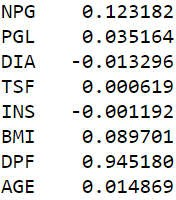 NPG 0.123182
PGL 0.035164
DIA -0.013296
TSF 0.000619
INS -0.001192
BMI 0.089701
DPF 0.945180
AGE 0.014869